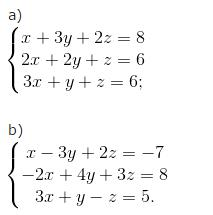 a)
x + 3y + 2z = 8
2x + 2y + z = 6
3x + y + z = 6;
b)
x − 3y + 2z = −7
−2x + 4y + 3z = 8
3x + y − z = 5.